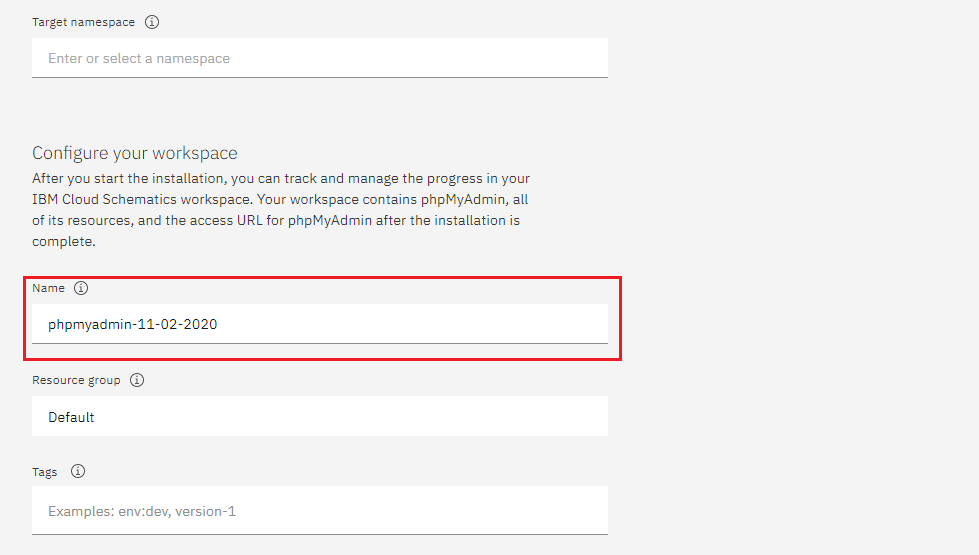 Target namespace
Enter or select a namespace
Configure your workspace
After you start the installation, you can track and manage the progress in your
IBM Cloud Schematics workspace. Your workspace contains phpMyAdmin, all
of its resources, and the access URL for phpMyAdmin after the installation is
complete.
Name
phpmyadmin-11-02-2020
Resource group
Default
Tags
Examples: env:dev, version-1